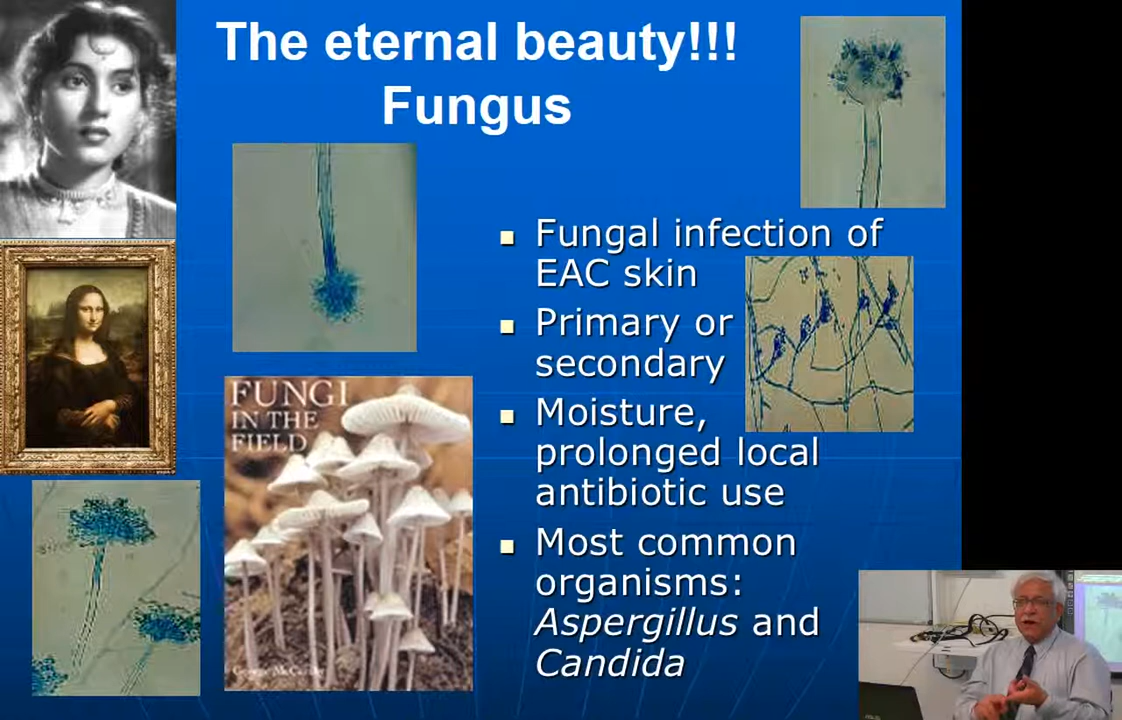 The eternal beauty!!!
Fungus
Fungal infection of
EAC skin
Primary or
secondary
Moisture,
prolonged local
antibiotic use
Most common
organisms:
Aspergillus and
Candida
FUNGI
IN THE
FIELD